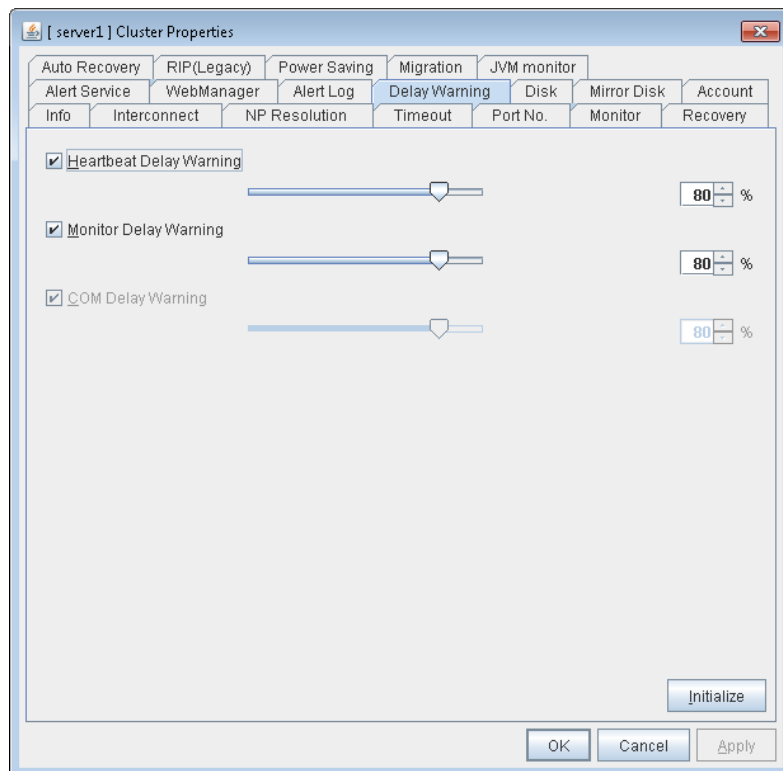 [ server1 ] Cluster Properties
Auto Recovery RIP(Legacy) Power Saving Migration JVM monitor
Alert Service WebManager Alert Log Delay Warning Disk Mirror Disk Account
Info Interconnect NP Resolution Timeout Port No. Monitor Recovery
Heartbeat Delay Warning
80 %
Monitor Delay Warning
80 %
COM Delay Warning
80 %
Initialize
OK Cancel Apply